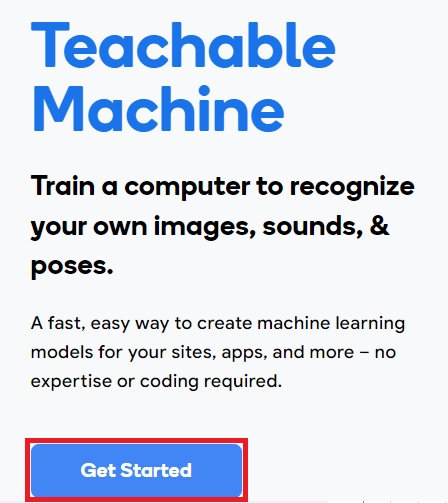 Teachable
Machine
Train a computer to recognize
your own images, sounds, &
poses.
A fast, easy way to create machine learning
models for your sites, apps, and more – no
expertise or coding required.
Get Started